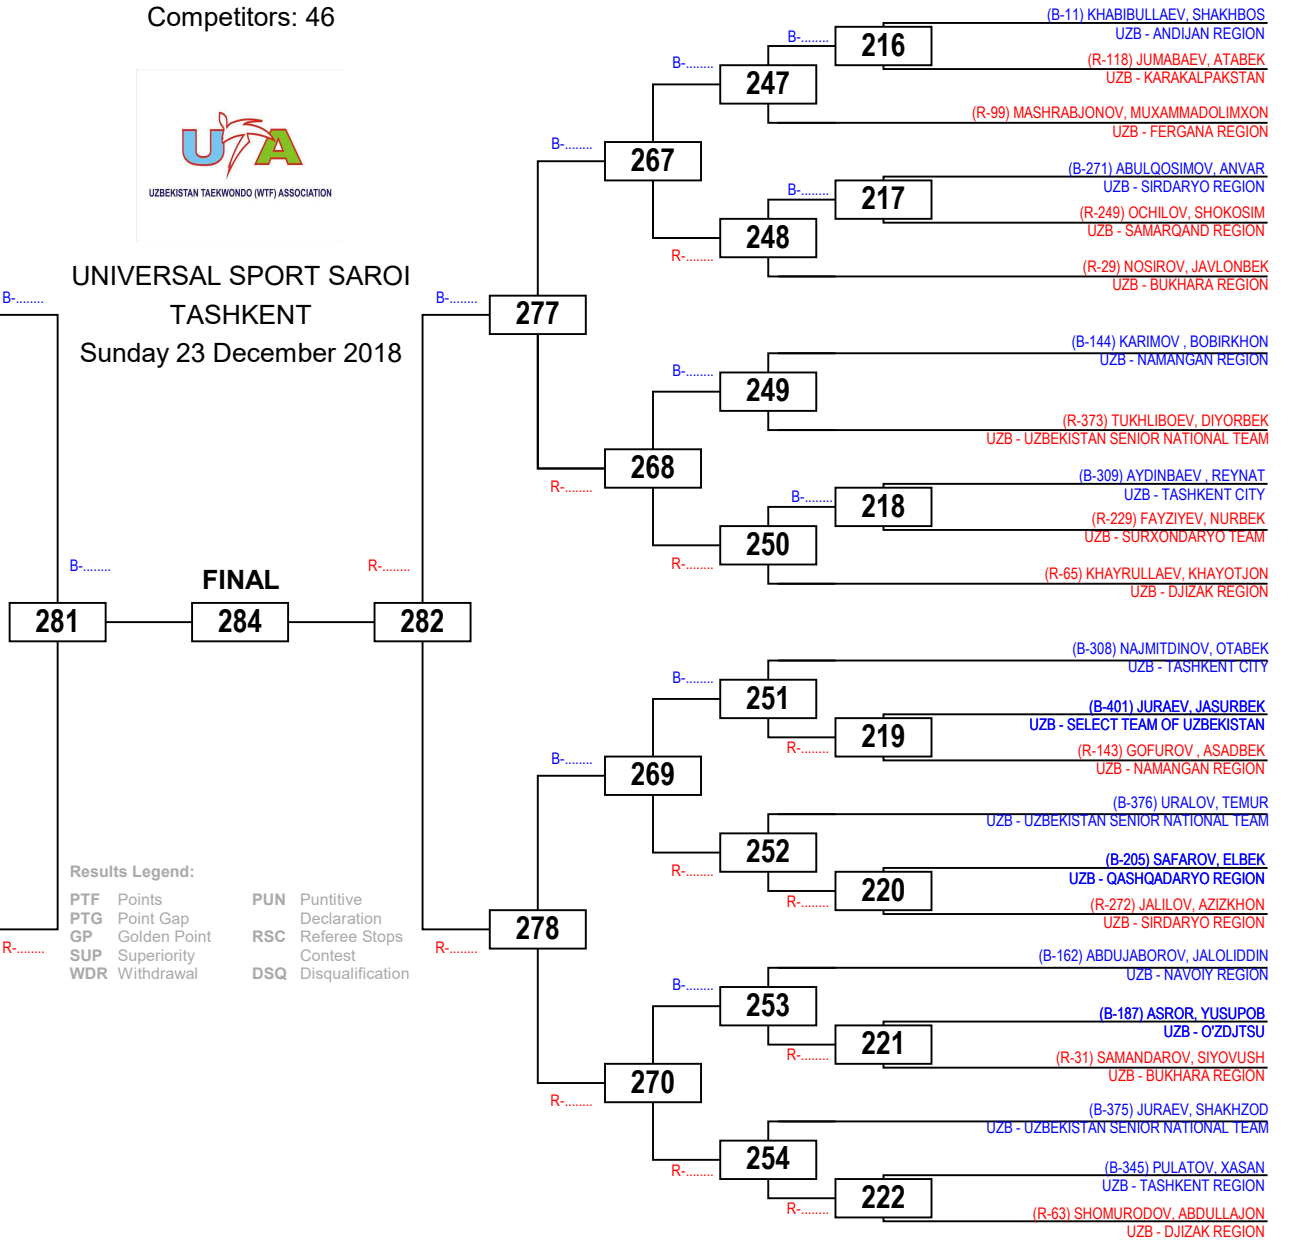 Competitors: 46
UTA
UZBEKISTAN TAEKWONDO (WTF) ASSOCIATION
UNIVERSAL SPORT SAROI
TASHKENT
Sunday 23 December 2018
B-........
B-........
R-........
FINAL
281
284
282
R-........
Results Legend:
PTF Points
PTG Point Gap
GP Golden Point
SUP Superiority
WDR Withdrawal
PUN Puntitive
Declaration
RSC Referee Stops
Contest
DSQ Disqualification
B-........
277
R-........
278
B-........
267
R-........
268
B-........
269
R-........
270
B-........
247
R-........
248
B-........
249
R-........
250
B-........
251
R-........
252
B-........
253
R-........
254
B-........
216
B-........
217
B-........
218
R-........
219
R-........
220
R-........
221
R-........
222
(B-11) KHABIBULLAEV, SHAKHBOS
UZB - ANDIJAN REGION
(R-118) JUMABAEV, ATABEK
UZB - KARAKALPAKSTAN
(R-99) MASHRABJONOV, MUXAMMADOLIMXON
UZB - FERGANA REGION
(B-271) ABULQOSIMOV, ANVAR
UZB - SIRDARYO REGION
(R-249) OCHILOV, SHOKOSIM
UZB - SAMARQAND REGION
(R-29) NOSIROV, JAVLONBEK
UZB - BUKHARA REGION
(B-144) KARIMOV , BOBIRKHON
UZB - NAMANGAN REGION
(R-373) TUKHLIBOEV, DIYORBEK
UZB - UZBEKISTAN SENIOR NATIONAL TEAM
(B-309) AYDINBAEV , REYNAT
UZB - TASHKENT CITY
(R-229) FAYZIYEV, NURBEK
UZB - SURXONDARYO TEAM
(R-65) KHAYRULLAEV, KHAYOTJON
UZB - DJIZAK REGION
(B-308) NAJMITDINOV, OTABEK
UZB - TASHKENT CITY
(B-401) JURAEV, JASURBEK
UZB - SELECT TEAM OF UZBEKISTAN
(R-143) GOFUROV , ASADBEK
UZB - NAMANGAN REGION
(B-376) URALOV, TEMUR
UZB - UZBEKISTAN SENIOR NATIONAL TEAM
(B-205) SAFAROV, ELBEK
UZB - QASHQADARYO REGION
(R-272) JALILOV, AZIZKHON
UZB - SIRDARYO REGION
(B-162) ABDUJABOROV, JALOLIDDIN
UZB - NAVOIY REGION
(B-187) ASROR, YUSUPOB
UZB - O'ZDJTSU
(R-31) SAMANDAROV, SIYOVUSH
UZB - BUKHARA REGION
(B-375) JURAEV, SHAKHZOD
UZB - UZBEKISTAN SENIOR NATIONAL TEAM
(B-345) PULATOV, XASAN
UZB - TASHKENT REGION
(R-63) SHOMURODOV, ABDULLAJON
UZB - DJIZAK REGION